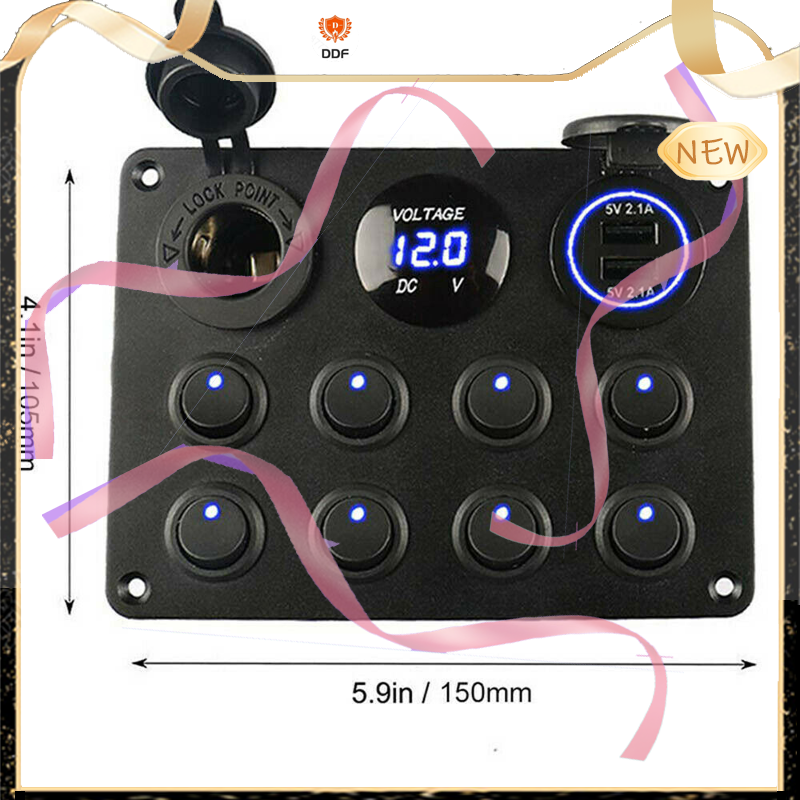 DDF
NEW
LOCK POINT
VOLTAGE
12.0
DC V
5V 2.1A
5V 2.1A
4.1in / 105mm
5.9in / 150mm